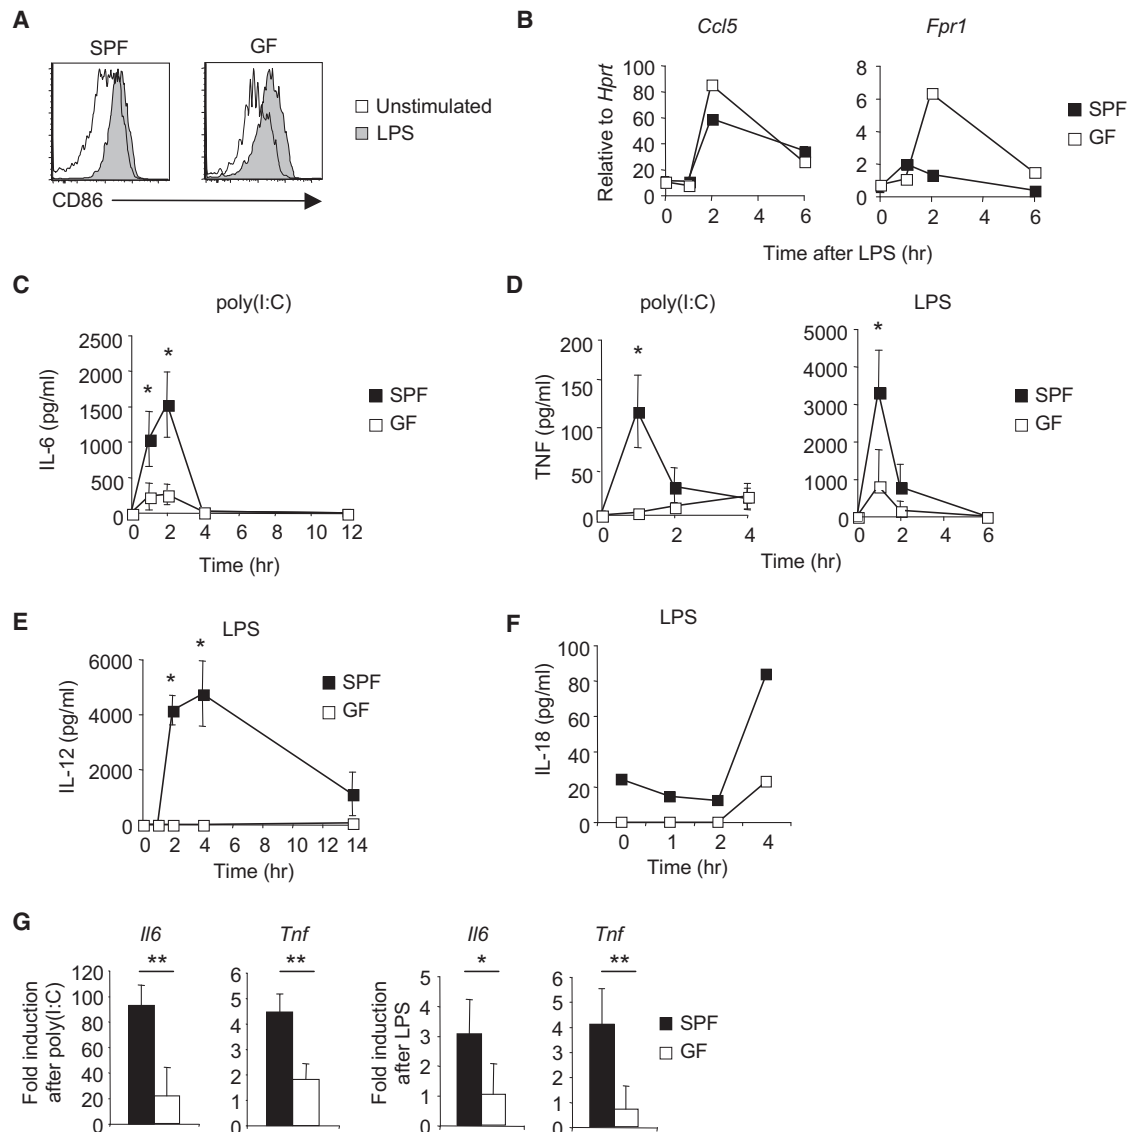 A
SPF GF
Unstimulated
LPS
CD86
B
Ccl5 Fpr1
Relative to Hprt
100
80
60
40
20
0
0 2 4 6
8
6
4
2
0
0 2 4 6
SPF
GF
Time after LPS (hr)
C
poly(I:C)
IL-6 (pg/ml)
2500
2000
1500
1000
500
0
* *
0 2 4 6 8 10 12
Time (hr)
SPF
GF
D
poly(I:C) LPS
TNF (pg/ml)
200
150
100
50
0
*
0 2 4
5000
4000
3000
2000
1000
0
*
0 2 4 6
Time (hr)
SPF
GF
E
LPS
IL-12 (pg/ml)
6000
4000
2000
0
* *
0 2 4 6 8 10 12 14
Time (hr)
SPF
GF
F
LPS
IL-18 (pg/ml)
100
80
60
40
20
0
0 1 2 4
Time (hr)
G
Il6 Tnf Il6 Tnf
** ** * **
Fold induction
after poly(I:C)
120
100
80
60
40
20
0
6
5
4
3
2
1
0
Fold induction
after LPS
5
4
3
2
1
0
6
5
4
3
2
1
0
SPF
GF